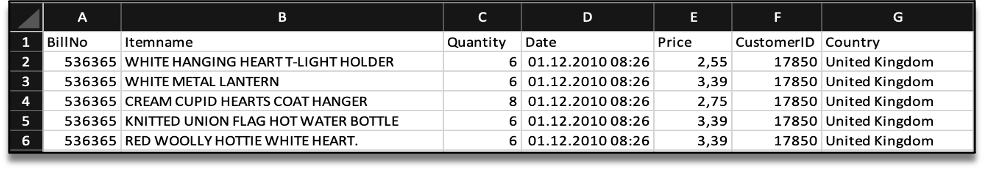 A B C D E F G
1 BillNo Itemname Quantity Date Price CustomerID Country
2 536365 WHITE HANGING HEART T-LIGHT HOLDER 6 01.12.2010 08:26 2,55 17850 United Kingdom
3 536365 WHITE METAL LANTERN 6 01.12.2010 08:26 3,39 17850 United Kingdom
4 536365 CREAM CUPID HEARTS COAT HANGER 8 01.12.2010 08:26 2,75 17850 United Kingdom
5 536365 KNITTED UNION FLAG HOT WATER BOTTLE 6 01.12.2010 08:26 3,39 17850 United Kingdom
6 536365 RED WOOLLY HOTTIE WHITE HEART. 6 01.12.2010 08:26 3,39 17850 United Kingdom